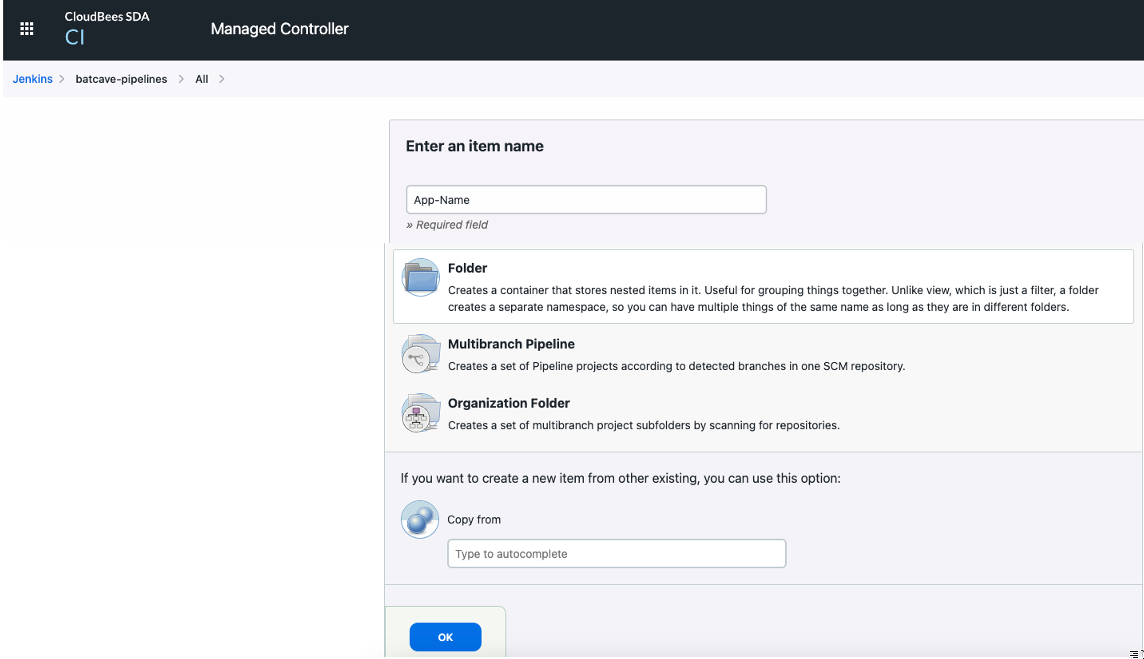 CloudBees SDA
CI
Managed Controller
Jenkins > batcave-pipelines > All >
Enter an item name
App-Name
» Required field
Folder
Creates a container that stores nested items in it. Useful for grouping things together. Unlike view, which is just a filter, a folder
creates a separate namespace, so you can have multiple things of the same name as long as they are in different folders.
Multibranch Pipeline
Creates a set of Pipeline projects according to detected branches in one SCM repository.
Organization Folder
Creates a set of multibranch project subfolders by scanning for repositories.
If you want to create a new item from other existing, you can use this option:
Copy from
Type to autocomplete
OK